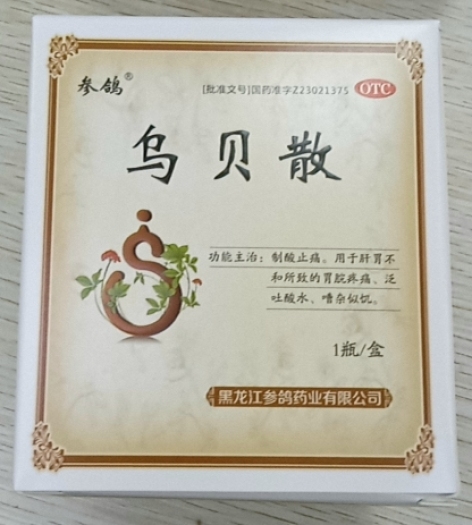 参鸽®
[批准文号]国药准字Z23021375
OTC
乌贝散
功能主治：制酸止痛。用于肝胃不
和所致的胃脘疼痛、泛
吐酸水、嘈杂似饥。
1瓶/盒
黑龙江参鸽药业有限公司